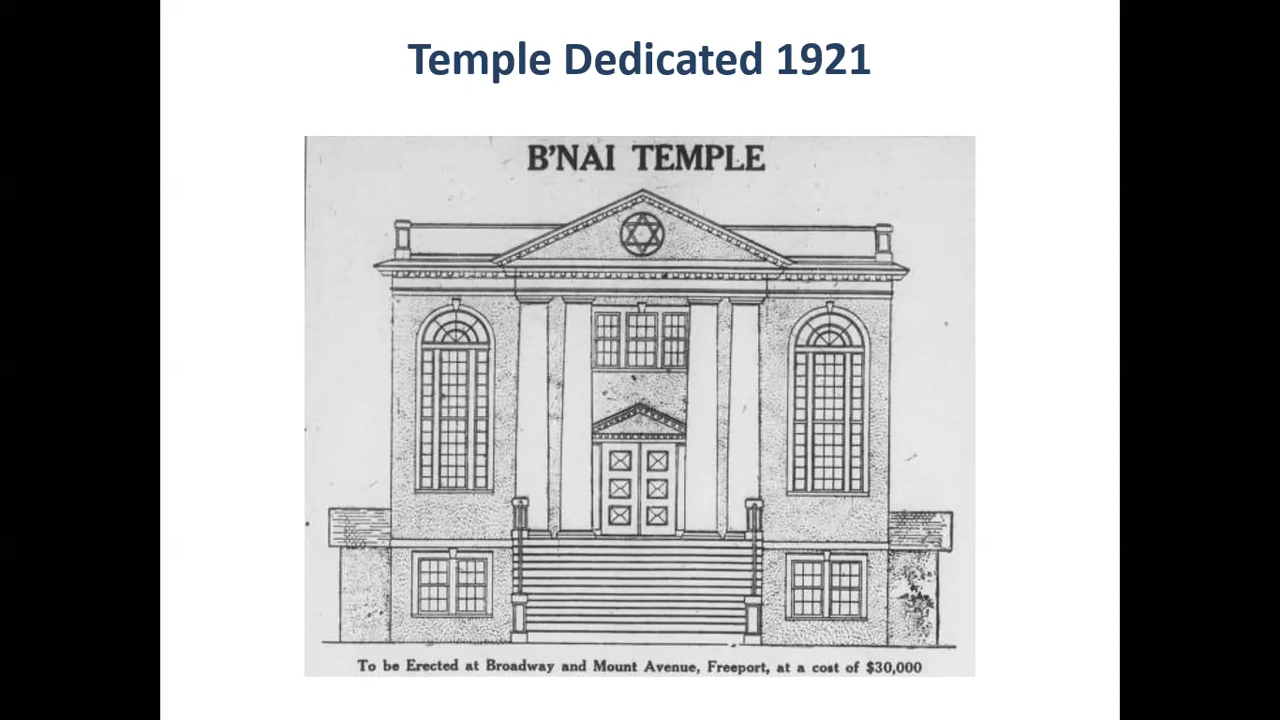 Temple Dedicated 1921
B'NAI TEMPLE
To be Erected at Broadway and Mount Avenue, Freeport, at a cost of $30,000